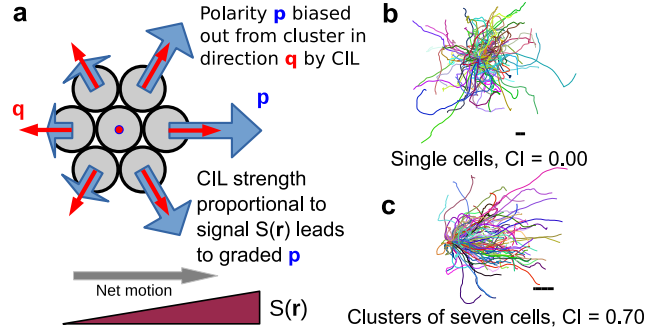 a
Polarity p biased
out from cluster in
direction q by CIL
q
p
CIL strength
proportional to
signal S(r) leads
to graded p
Net motion
S(r)
b
Single cells, CI = 0.00
c
Clusters of seven cells, CI = 0.70